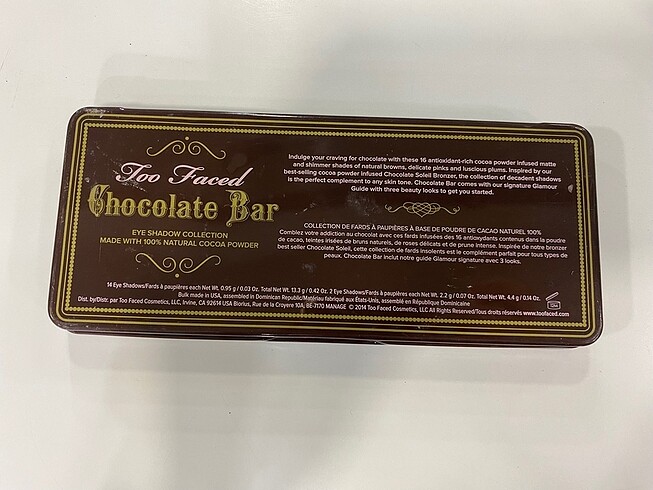 Too Faced
Chocolate Bar
EYE SHADOW COLLECTION
MADE WITH 100% NATURAL COCOA POWDER
Indulge your craving for chocolate with these 16 antioxidant-rich cocoa powder infused matte
and shimmer shades of natural browns, delicate pinks and luscious plums. Inspired by our
best-selling cocoa powder infused Chocolate Soleil Bronzer, the collection of decadent shadows
is the perfect complement to any skin tone. Chocolate Bar comes with our signature Glamour
Guide with three beauty looks to get you started.
COLLECTION DE FARDS À PAUPIÈRES À BASE DE POUDRE DE CACAO NATUREL 100%
Comblez votre addiction au chocolat avec ces fards infusées des 16 antioxydants contenus dans la poudre
de cacao, teintes irisées de bruns naturels, de roses délicats et de prune intense. Inspirée de notre bronzer
best seller Chocolate Soleil, cette collection de fards insolents est le complément parfait pour tous types de
peaux. Chocolate Bar inclut notre guide Glamour signature avec 3 looks.
14 Eye Shadows/Fards à paupières each Net Wt. 0.95 g/0.03 Oz. Total Net Wt. 13.3 g/ 0.42 Oz. 2 Eye Shadows/Fards à paupières each Net Wt. 2.2 g/0.07 Oz. Total Net Wt. 4.4 g/0.14 Oz.
Bulk made in USA, assembled in Dominican Republic/Matériau fabriqué aux États-Unis, assemblé en République Dominicaine
Dist. by/Distr. par Too Faced Cosmetics, LLC, Irvine, CA 92614 USA Biorius, Rue de la Croyere 10A, BE-7170 MANAGE © 2014 Too Faced Cosmetics, LLC All Rights Reserved/Tous droits réservés www.toofaced.com